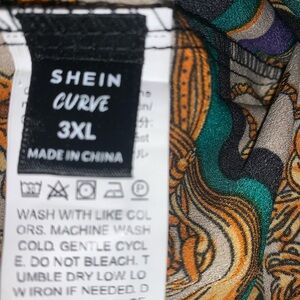 SHEIN
CURVE
3XL
MADE IN CHINA
WASH WITH LIKE COL
ORS. MACHINE WASH
COLD. GENTLE CYCL
E. DO NOT BLEACH. T
UMBLE DRY LOW. LO
W IRON IF NEEDED. D